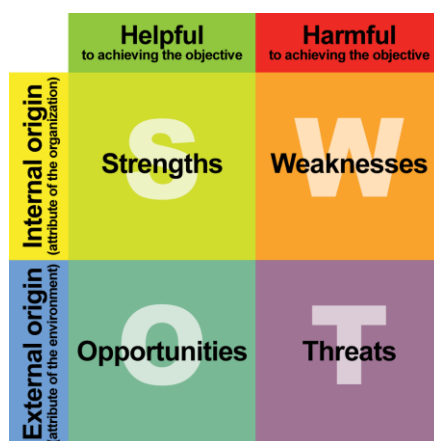 Helpful
to achieving the objective
Harmful
to achieving the objective
Internal origin
(attribute of the organization)
S
Strengths
W
Weaknesses
External origin
(attribute of the environment)
O
Opportunities
T
Threats